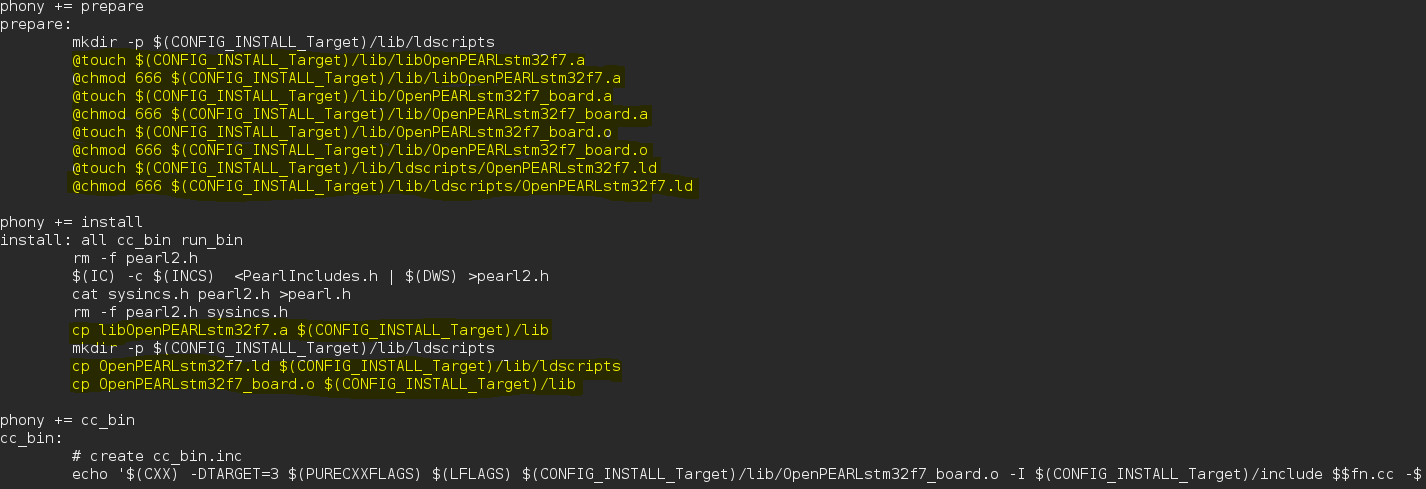 phony += prepare
prepare:
mkdir -p $(CONFIG_INSTALL_Target)/lib/ldscripts
@touch $(CONFIG_INSTALL_Target)/lib/libOpenPEARLstm32f7.a
@chmod 666 $(CONFIG_INSTALL_Target)/lib/libOpenPEARLstm32f7.a
@touch $(CONFIG_INSTALL_Target)/lib/OpenPEARLstm32f7_board.a
@chmod 666 $(CONFIG_INSTALL_Target)/lib/OpenPEARLstm32f7_board.a
@touch $(CONFIG_INSTALL_Target)/lib/OpenPEARLstm32f7_board.o
@chmod 666 $(CONFIG_INSTALL_Target)/lib/OpenPEARLstm32f7_board.o
@touch $(CONFIG_INSTALL_Target)/lib/ldscripts/OpenPEARLstm32f7.ld
@chmod 666 $(CONFIG_INSTALL_Target)/lib/ldscripts/OpenPEARLstm32f7.ld
phony += install
install: all cc_bin run_bin
rm -f pearl2.h
$(IC) -c $(INCS)  <PearlIncludes.h | $(DWS) >pearl2.h
cat sysincs.h pearl2.h >pearl.h
rm -f pearl2.h sysincs.h
cp libOpenPEARLstm32f7.a $(CONFIG_INSTALL_Target)/lib
mkdir -p $(CONFIG_INSTALL_Target)/lib/ldscripts
cp OpenPEARLstm32f7.ld $(CONFIG_INSTALL_Target)/lib/ldscripts
cp OpenPEARLstm32f7_board.o $(CONFIG_INSTALL_Target)/lib
phony += cc_bin
cc_bin:
# create cc_bin.inc
echo '$(CXX) -DTARGET=3 $(PURECXXFLAGS) $(LFLAGS) $(CONFIG_INSTALL_Target)/lib/OpenPEARLstm32f7_board.o -I $(CONFIG_INSTALL_Target)/include $$fn.cc -$